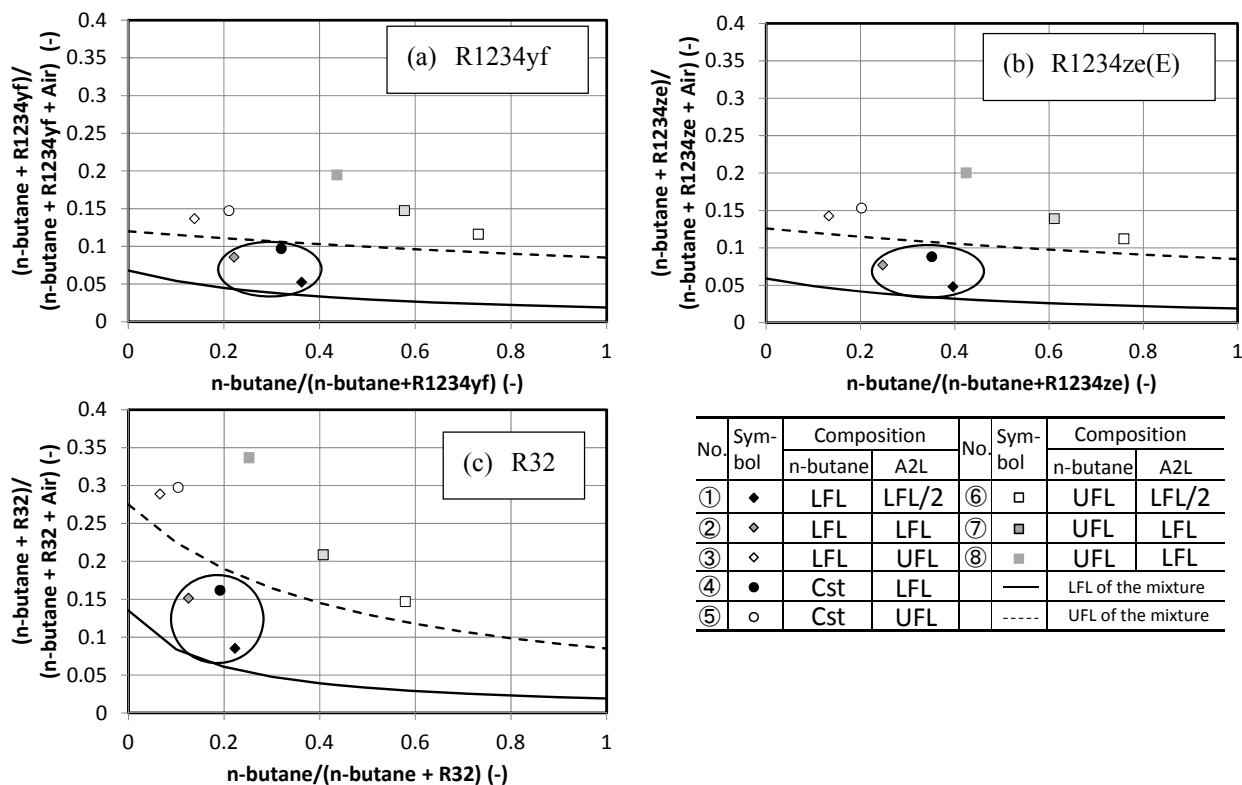 (n-butane + R1234yf)/
(n-butane + R1234yf + Air) (-)
0.4
0.35
0.3
0.25
0.2
0.15
0.1
0.05
0
(a) R1234yf
0 0.2 0.4 0.6 0.8 1
n-butane/(n-butane+R1234yf) (-)
(n-butane + R1234ze)/
(n-butane + R1234ze + Air) (-)
0.4
0.35
0.3
0.25
0.2
0.15
0.1
0.05
0
(b) R1234ze(E)
0 0.2 0.4 0.6 0.8 1
n-butane/(n-butane+R1234ze) (-)
(n-butane + R32)/
(n-butane + R32 + Air) (-)
0.4
0.35
0.3
0.25
0.2
0.15
0.1
0.05
0
(c) R32
0 0.2 0.4 0.6 0.8 1
n-butane/(n-butane + R32) (-)
No. Sym-bol Composition No. Sym-bol Composition
n-butane A2L n-butane A2L
① LFL LFL/2 ⑥ UFL LFL/2
② LFL LFL ⑦ UFL LFL
③ LFL UFL ⑧ UFL LFL
④ Cst LFL LFL of the mixture
⑤ Cst UFL UFL of the mixture